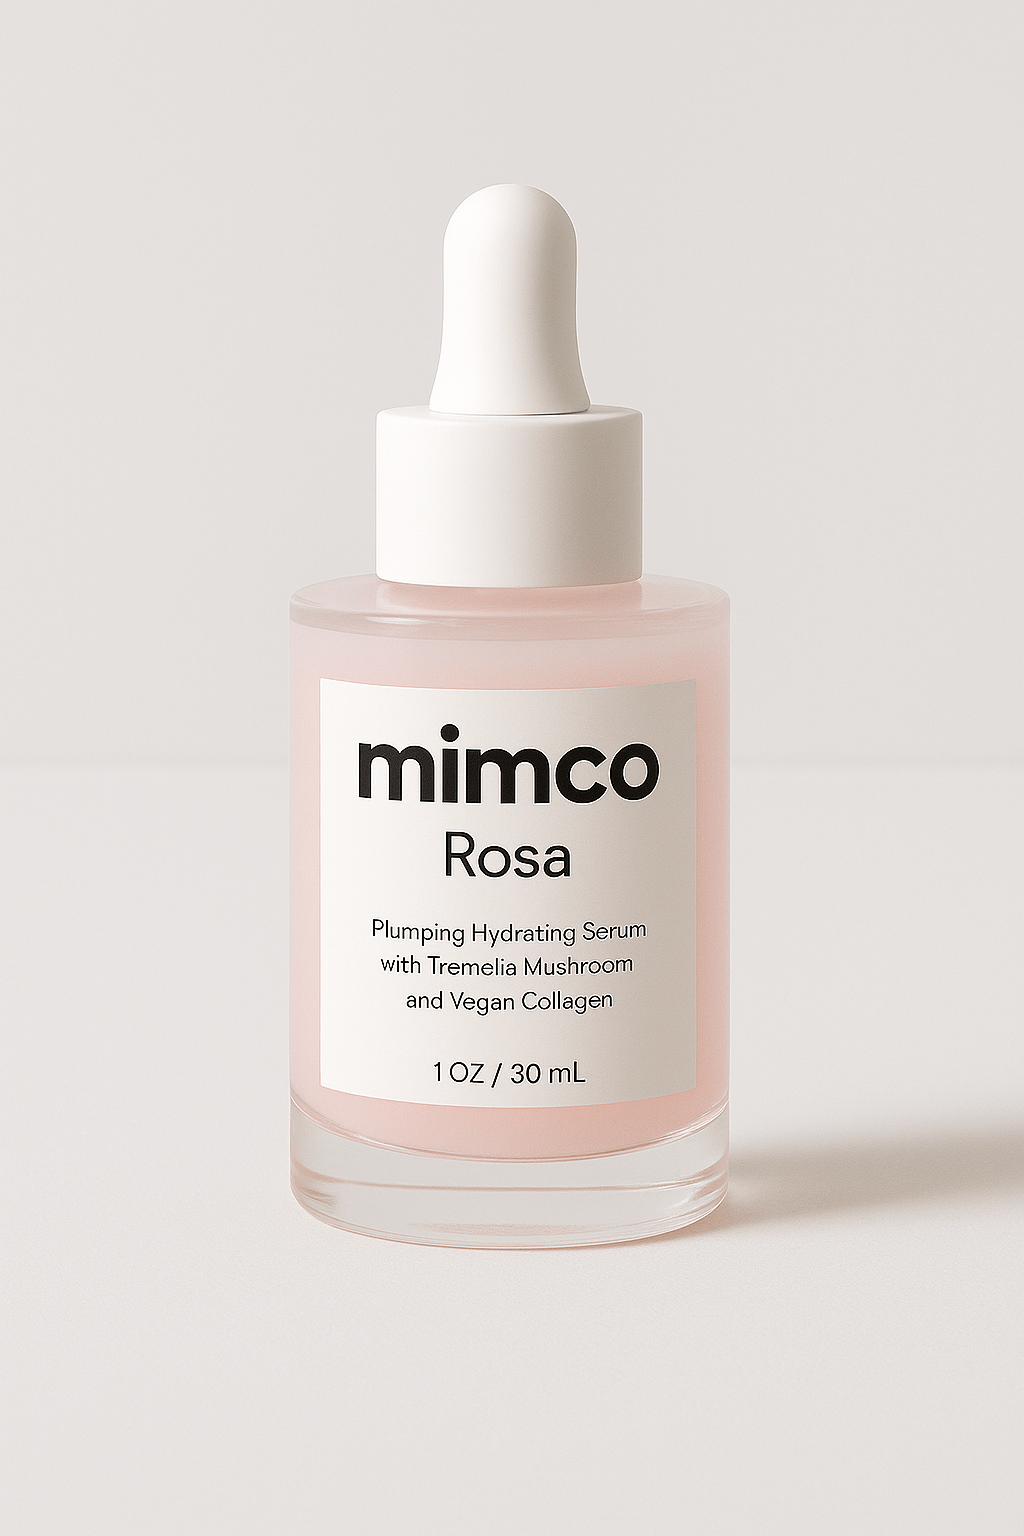 mimco
Rosa
Plumping Hydrating Serum
with Tremelia Mushroom
and Vegan Collagen
1 OZ / 30 mL